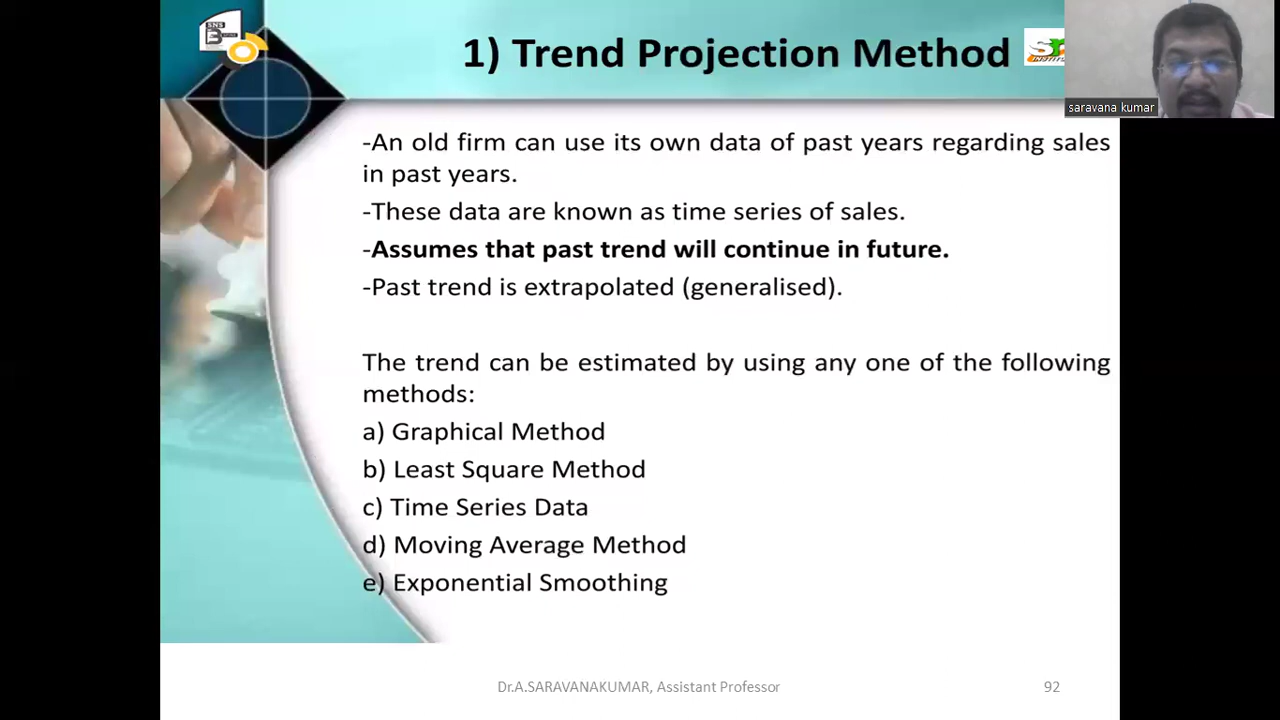 SNS
1) Trend Projection Method
saravana kumar
-An old firm can use its own data of past years regarding sales
in past years.
-These data are known as time series of sales.
-Assumes that past trend will continue in future.
-Past trend is extrapolated (generalised).
The trend can be estimated by using any one of the following
methods:
a) Graphical Method
b) Least Square Method
c) Time Series Data
d) Moving Average Method
e) Exponential Smoothing
Dr.A.SARAVANAKUMAR, Assistant Professor
92